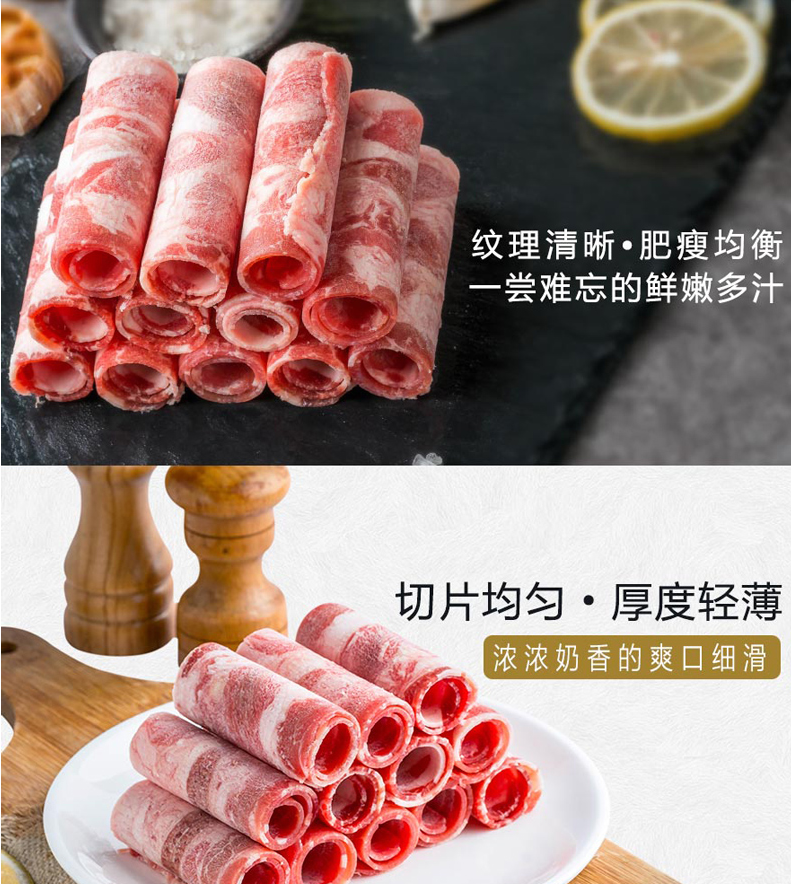 纹理清晰•肥瘦均衡
一尝难忘的鲜嫩多汁
切片均匀·厚度轻薄
浓浓奶香的爽口细滑